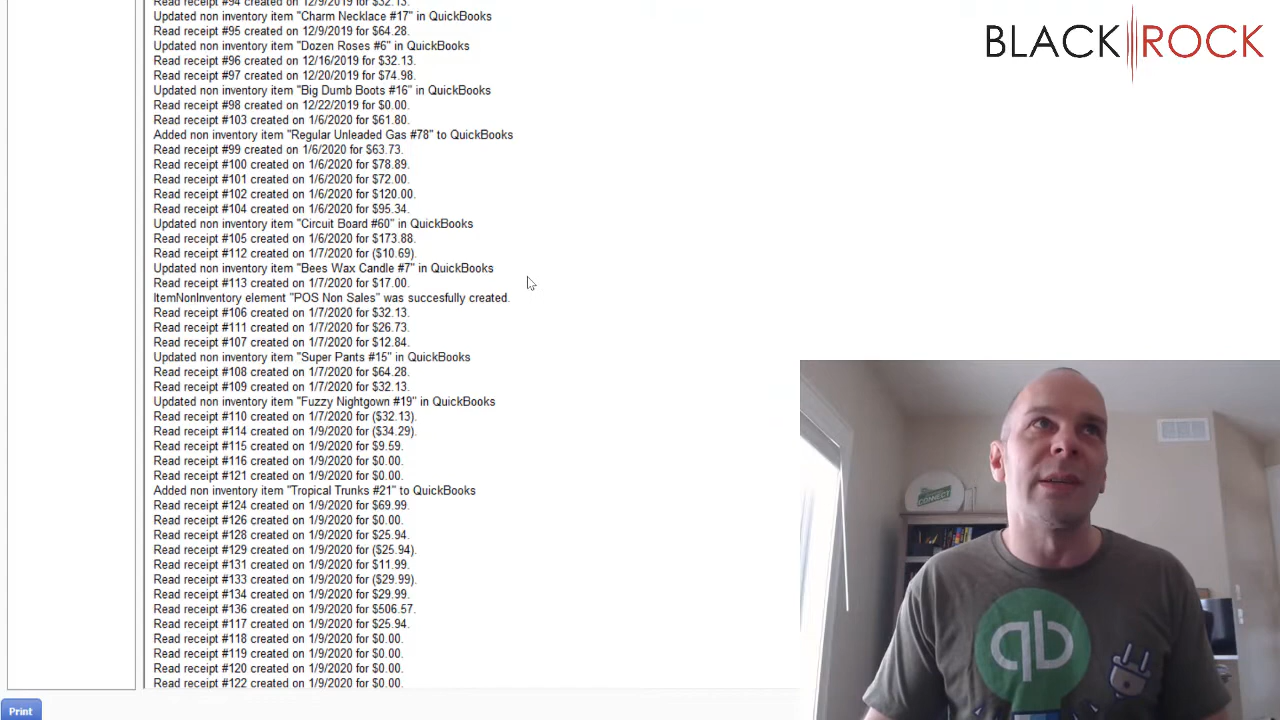 Read receipt #94 created on 12/9/2019 for $32.13.
Updated non inventory item "Charm Necklace #17" in QuickBooks
Read receipt #95 created on 12/9/2019 for $64.28.
Updated non inventory item "Dozen Roses #6" in QuickBooks
Read receipt #96 created on 12/16/2019 for $32.13.
Read receipt #97 created on 12/20/2019 for $74.98.
Updated non inventory item "Big Dumb Boots #16" in QuickBooks
Read receipt #98 created on 12/22/2019 for $0.00.
Read receipt #103 created on 1/6/2020 for $61.80.
Added non inventory item "Regular Unleaded Gas #78" to QuickBooks
Read receipt #99 created on 1/6/2020 for $63.73.
Read receipt #100 created on 1/6/2020 for $78.89.
Read receipt #101 created on 1/6/2020 for $72.00.
Read receipt #102 created on 1/6/2020 for $120.00.
Read receipt #104 created on 1/6/2020 for $95.34.
Updated non inventory item "Circuit Board #60" in QuickBooks
Read receipt #105 created on 1/6/2020 for $173.88.
Read receipt #112 created on 1/7/2020 for ($10.69).
Updated non inventory item "Bees Wax Candle #7" in QuickBooks
Read receipt #113 created on 1/7/2020 for $17.00.
ItemNonInventory element "POS Non Sales" was succesfully created.
Read receipt #106 created on 1/7/2020 for $32.13.
Read receipt #111 created on 1/7/2020 for $26.73.
Read receipt #107 created on 1/7/2020 for $12.84.
Updated non inventory item "Super Pants #15" in QuickBooks
Read receipt #108 created on 1/7/2020 for $64.28.
Read receipt #109 created on 1/7/2020 for $32.13.
Updated non inventory item "Fuzzy Nightgown #19" in QuickBooks
Read receipt #110 created on 1/7/2020 for ($32.13).
Read receipt #114 created on 1/9/2020 for ($34.29).
Read receipt #115 created on 1/9/2020 for $9.59.
Read receipt #116 created on 1/9/2020 for $0.00.
Read receipt #121 created on 1/9/2020 for $0.00.
Added non inventory item "Tropical Trunks #21" to QuickBooks
Read receipt #124 created on 1/9/2020 for $69.99.
Read receipt #126 created on 1/9/2020 for $0.00.
Read receipt #128 created on 1/9/2020 for $25.94.
Read receipt #129 created on 1/9/2020 for ($25.94).
Read receipt #131 created on 1/9/2020 for $11.99.
Read receipt #133 created on 1/9/2020 for ($29.99).
Read receipt #134 created on 1/9/2020 for $29.99.
Read receipt #136 created on 1/9/2020 for $506.57.
Read receipt #117 created on 1/9/2020 for $25.94.
Read receipt #118 created on 1/9/2020 for $0.00.
Read receipt #119 created on 1/9/2020 for $0.00.
Read receipt #120 created on 1/9/2020 for $0.00.
Read receipt #122 created on 1/9/2020 for $0.00.
Print
BLACK ROCK
CONNECT
qb